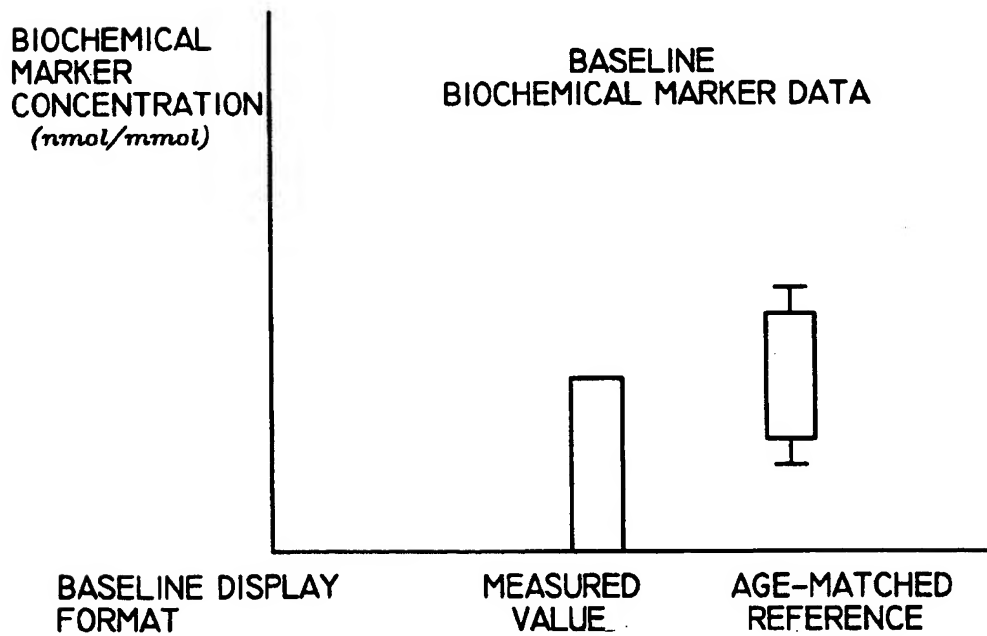 BIOCHEMICAL
MARKER
CONCENTRATION
(nmol/mmol)
BASELINE
BIOCHEMICAL MARKER DATA
BASELINE DISPLAY
FORMAT
MEASURED
VALUE
AGE-MATCHED
REFERENCE